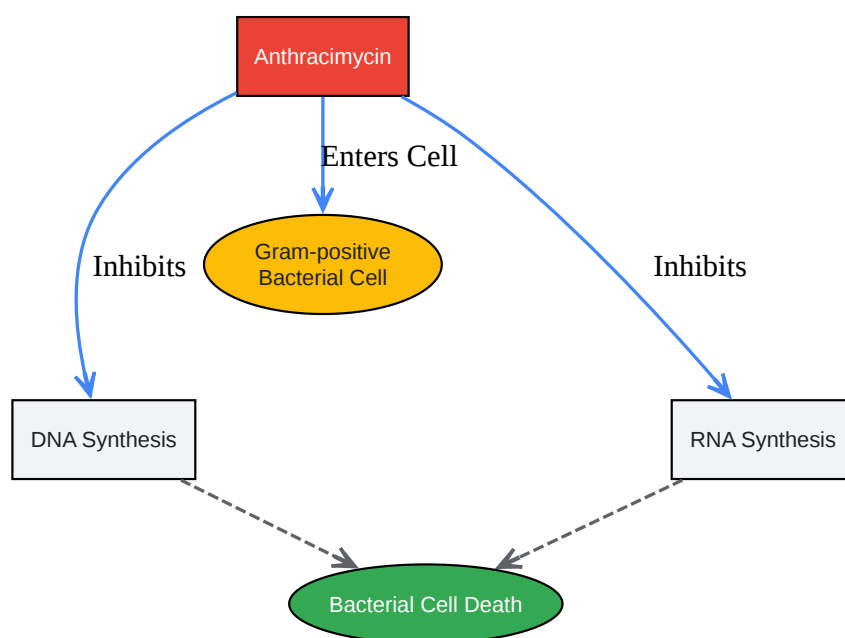 Anthracimycin
Enters Cell
Gram-positive
Bacterial Cell
Inhibits
Inhibits
DNA Synthesis
RNA Synthesis
Bacterial Cell Death